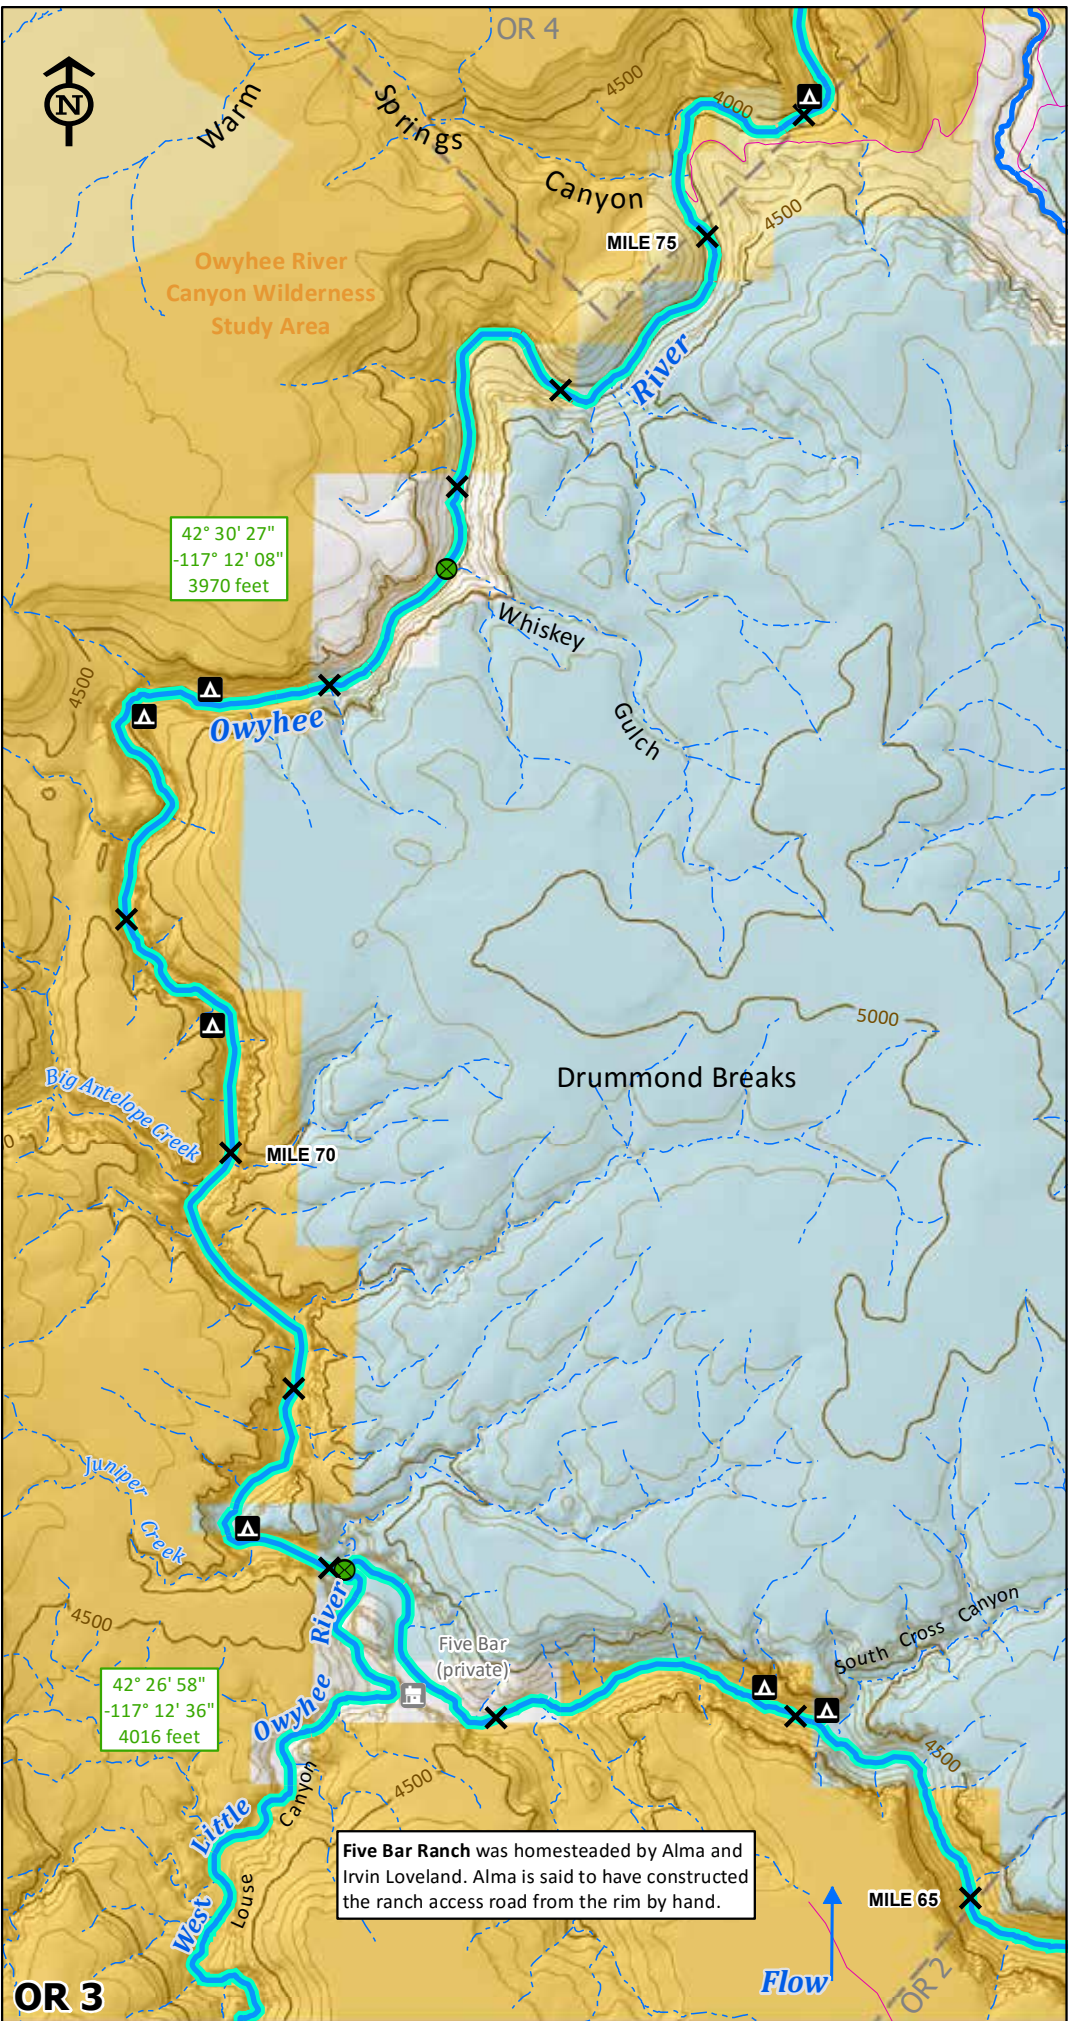 OR 4
N
Warm
Springs
Canyon
4500
4000
4500
MILE 75
Owyhee River
Canyon Wilderness
Study Area
River
42° 30' 27"
-117° 12' 08"
3970 feet
Whiskey
Gulch
4500
Owyhee
5000
Drummond Breaks
Big Antelope Creek
0
MILE 70
Juniper
Creek
4500
River
Five Bar
(private)
South Cross Canyon
42° 26' 58"
-117° 12' 36"
4016 feet
Owyhee
4500
4500
Canyon
Little
Five Bar Ranch was homesteaded by Alma and
Irvin Loveland. Alma is said to have constructed
the ranch access road from the rim by hand.
Louse
West
MILE 65
Flow
OR 2
OR 3